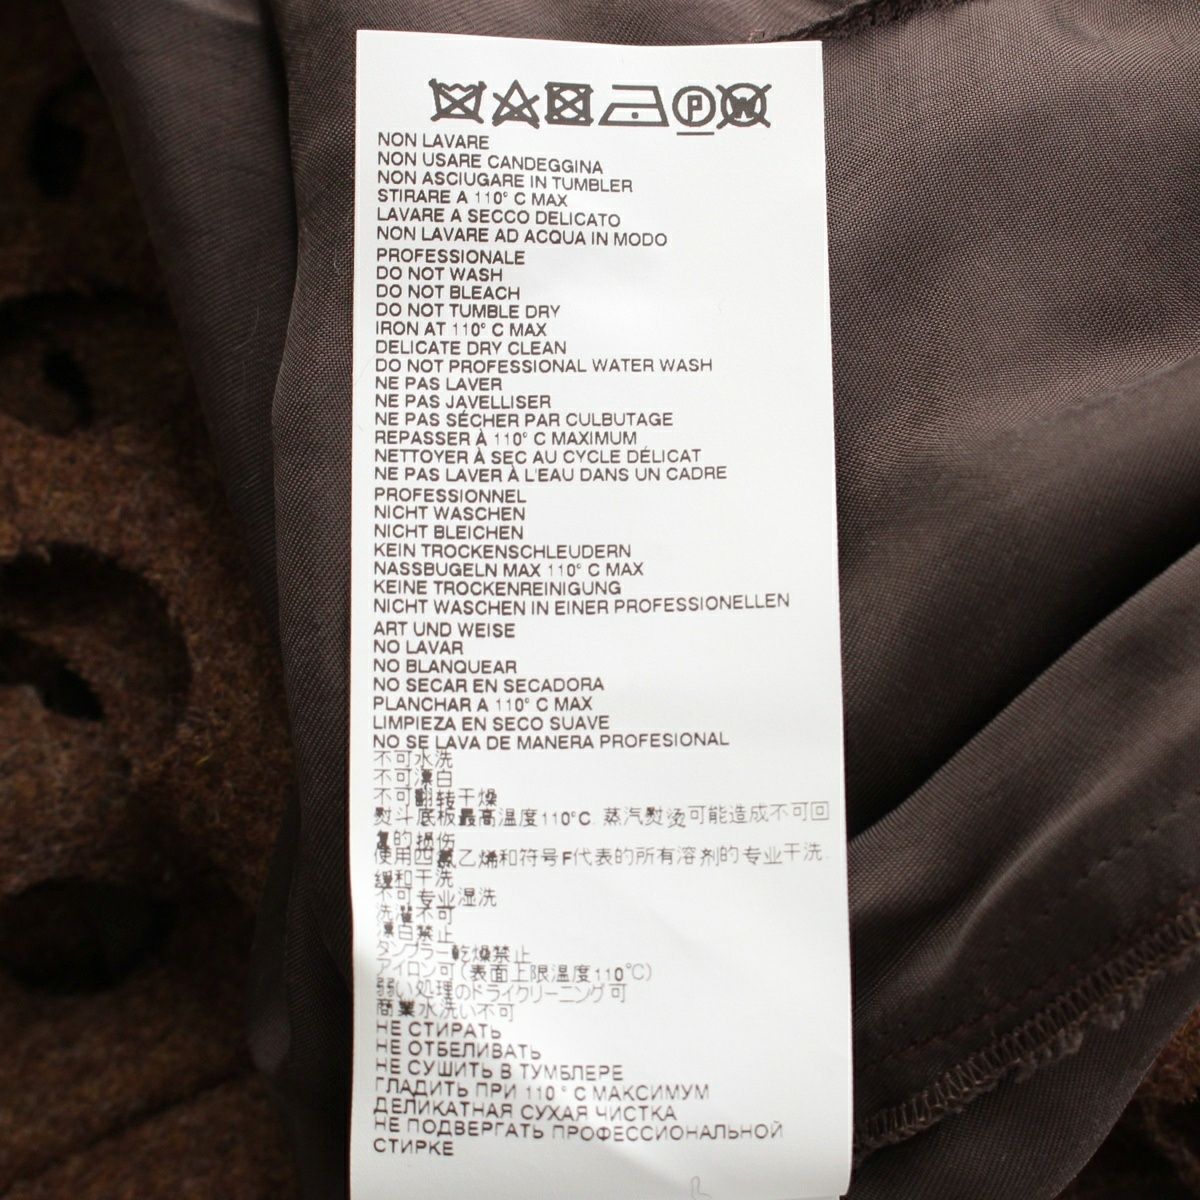 P W
NON LAVARE
NON USARE CANDEGGINA
NON ASCIUGARE IN TUMBLER
STIRARE A 110° C MAX
LAVARE A SECCO DELICATO
NON LAVARE AD ACQUA IN MODO
PROFESSIONALE
DO NOT WASH
DO NOT BLEACH
DO NOT TUMBLE DRY
IRON AT 110° C MAX
DELICATE DRY CLEAN
DO NOT PROFESSIONAL WATER WASH
NE PAS LAVER
NE PAS JAVELLISER
NE PAS SÉCHER PAR CULBUTAGE
REPASSER À 110° C MAXIMUM
NETTOYER À SEC AU CYCLE DÉLICAT
NE PAS LAVER À L'EAU DANS UN CADRE
PROFESSIONNEL
NICHT WASCHEN
NICHT BLEICHEN
KEIN TROCKENSCHLEUDERN
NASSBUGELN MAX 110° C MAX
KEINE TROCKENREINIGUNG
NICHT WASCHEN IN EINER PROFESSIONELLEN
ART UND WEISE
NO LAVAR
NO BLANQUEAR
NO SECAR EN SECADORA
PLANCHAR A 110° C MAX
LIMPIEZA EN SECO SUAVE
NO SE LAVA DE MANERA PROFESIONAL
不可水洗
不可漂白
不可翻转干燥
熨斗底板最高温度110°C. 蒸汽熨烫可能造成不可回
复的损伤
使用四氯乙烯和符号F代表的所有溶剂的专业干洗.
缓和干洗
不可专业湿洗
洗濯不可
漂白禁止
タンブラー乾燥禁止
アイロン可(表面上限温度110℃)
弱い処理のドライクリーニング可
商業水洗い不可
НЕ СТИРАТЬ
НЕ ОТБЕЛИВАТЬ
НЕ СУШИТЬ В ТУМБЛЕРЕ
ГЛАДИТЬ ПРИ 110 ° С МАКСИМУМ
ДЕЛИКАТНАЯ СУХАЯ ЧИСТКА
НЕ ПОДВЕРГАТЬ ПРОФЕССИОНАЛЬНОЙ
СТИРКЕ